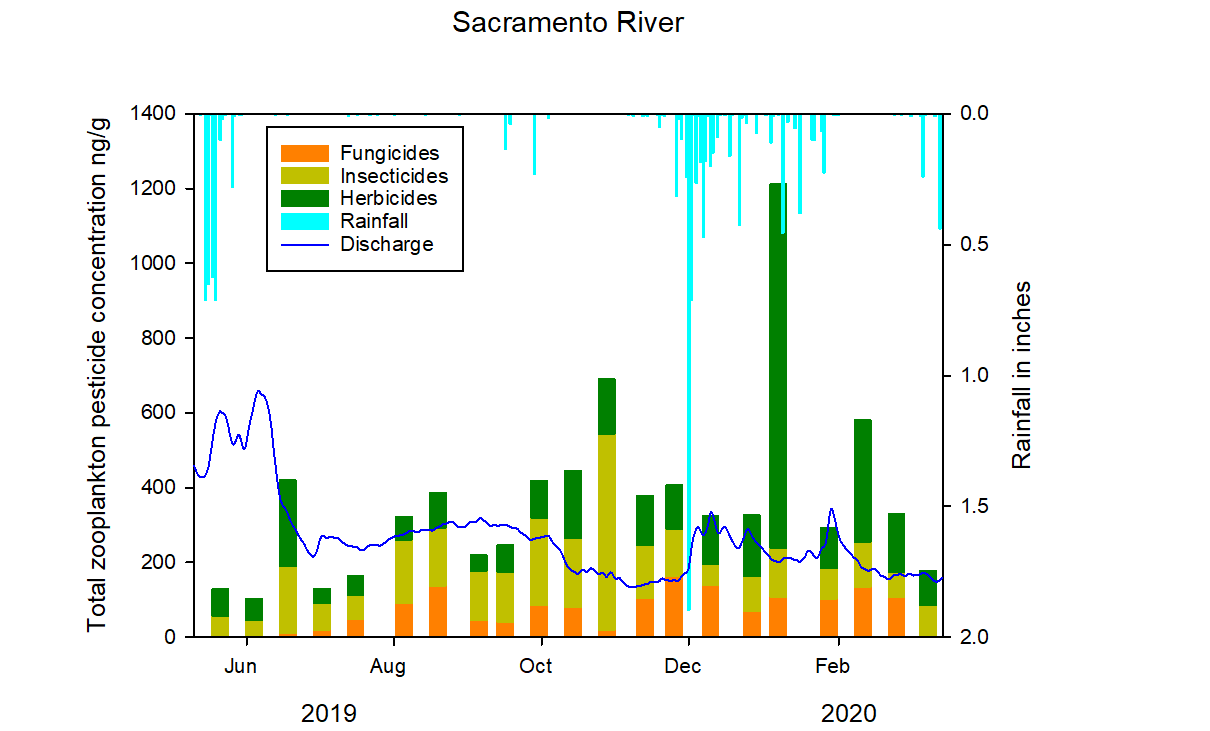 Sacramento River
Total zooplankton pesticide concentration ng/g
1400
1200
1000
800
600
400
200
0
Fungicides
Insecticides
Herbicides
Rainfall
Discharge
0.0
0.5
1.0
1.5
2.0
Rainfall in inches
Jun Aug Oct Dec Feb
2019 2020